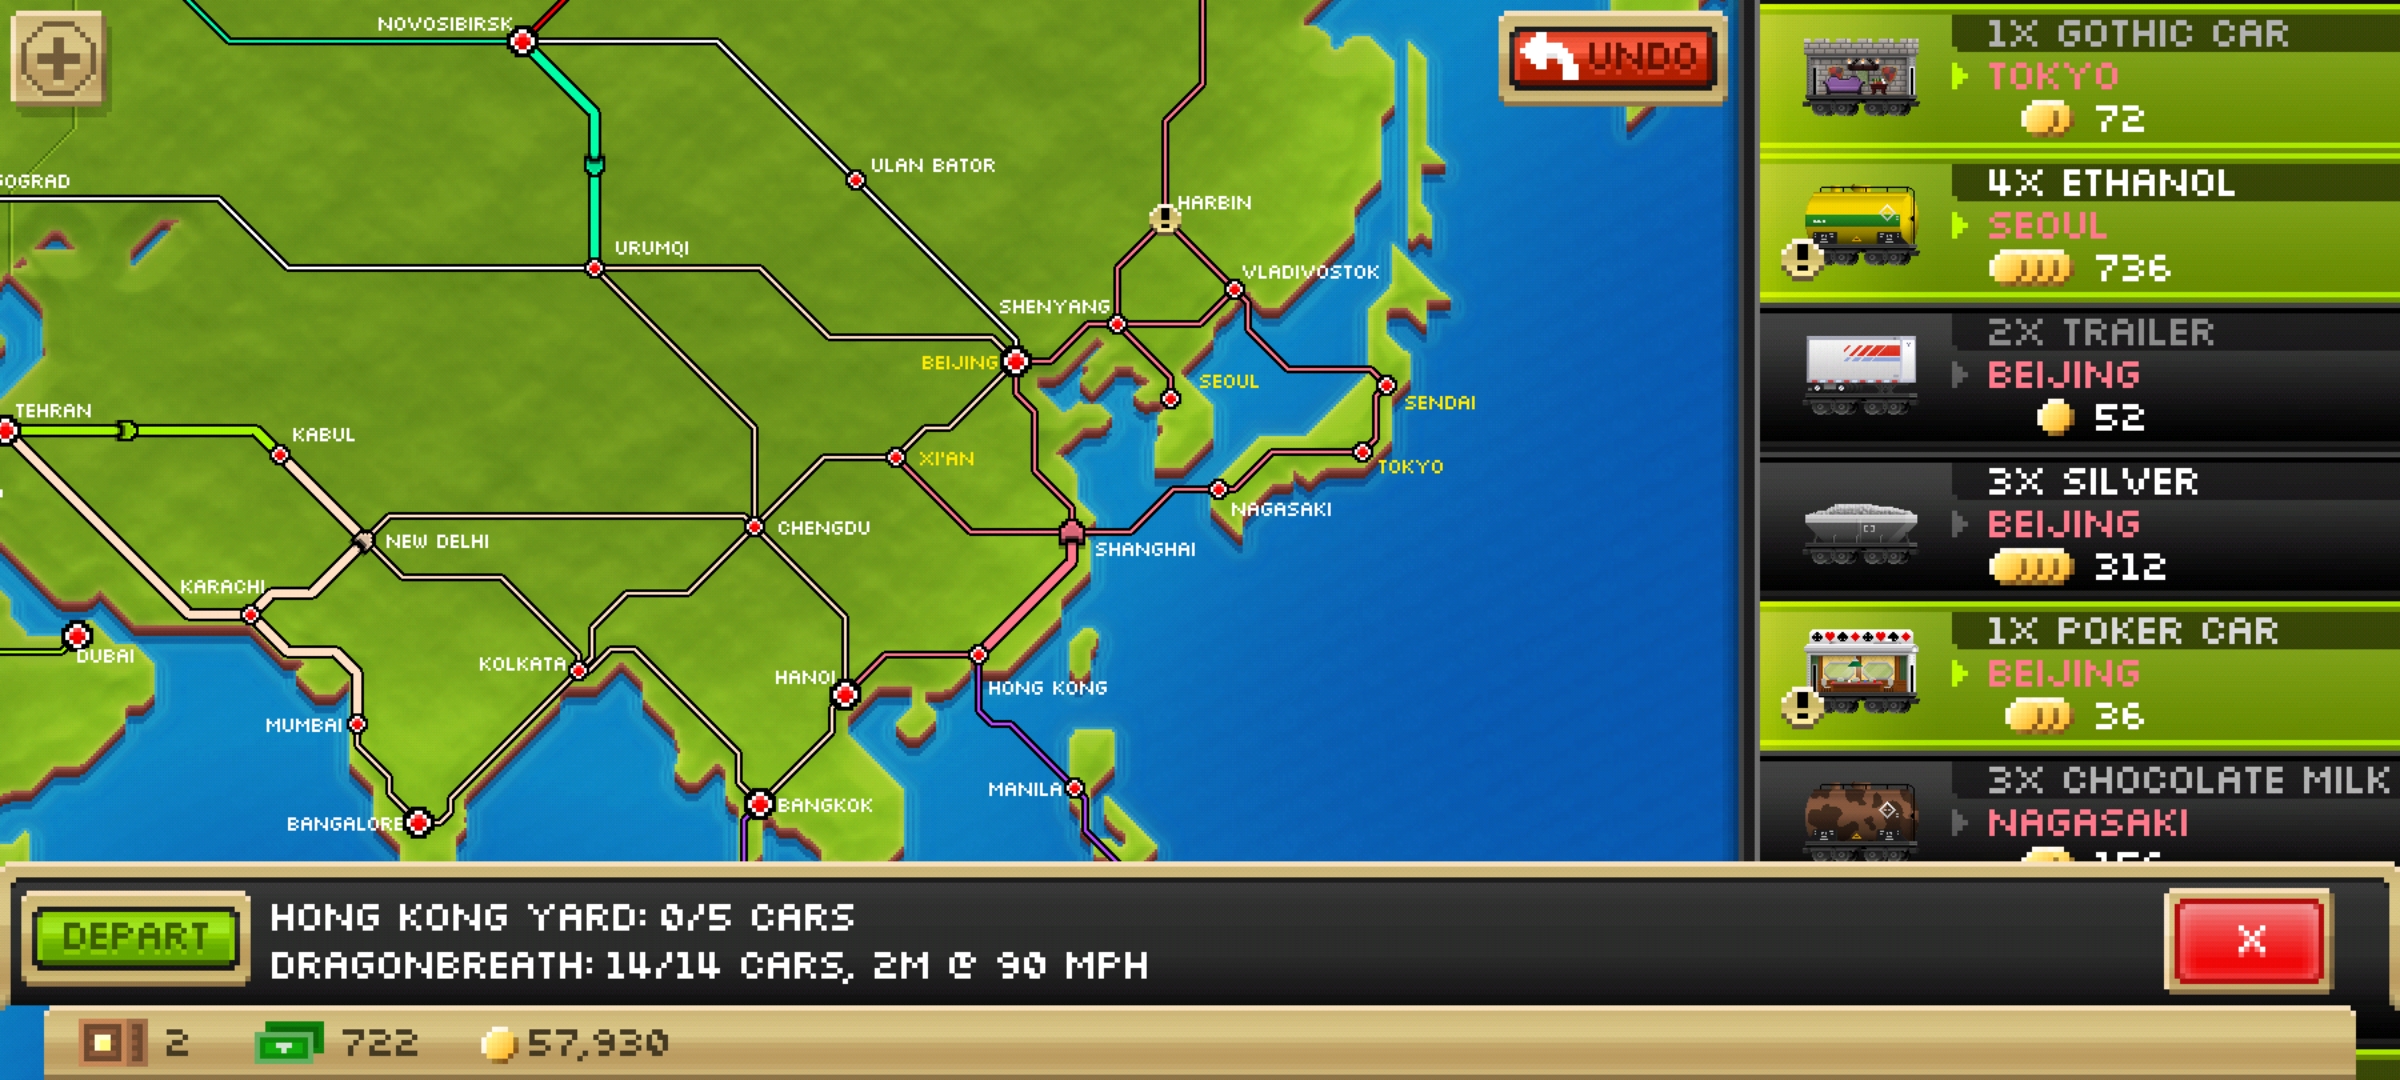 NOVOSIBIRSK
UNDO
ULAN BATOR
OGRAD
HARBIN
URUMQI
VLADIVOSTOK
SHENYANG
BEIJING
SEOUL
SENDAI
TEHRAN
KABUL
XI'AN
TOKYO
NAGASAKI
CHENGDU
NEW DELHI
SHANGHAI
KARACHI
DUBAI
KOLKATA
HANOI
HONG KONG
MUMBAI
MANILA
BANGKOK
BANGALORE
1X GOTHIC CAR
TOKYO
72
4X ETHANOL
SEOUL
736
2X TRAILER
BEIJING
52
3X SILVER
BEIJING
312
1X POKER CAR
BEIJING
36
3X CHOCOLATE MILK
NAGASAKI
DEPART
HONG KONG YARD: 0/5 CARS
DRAGONBREATH: 14/14 CARS, 2M @ 90 MPH
X
2
722
57,930